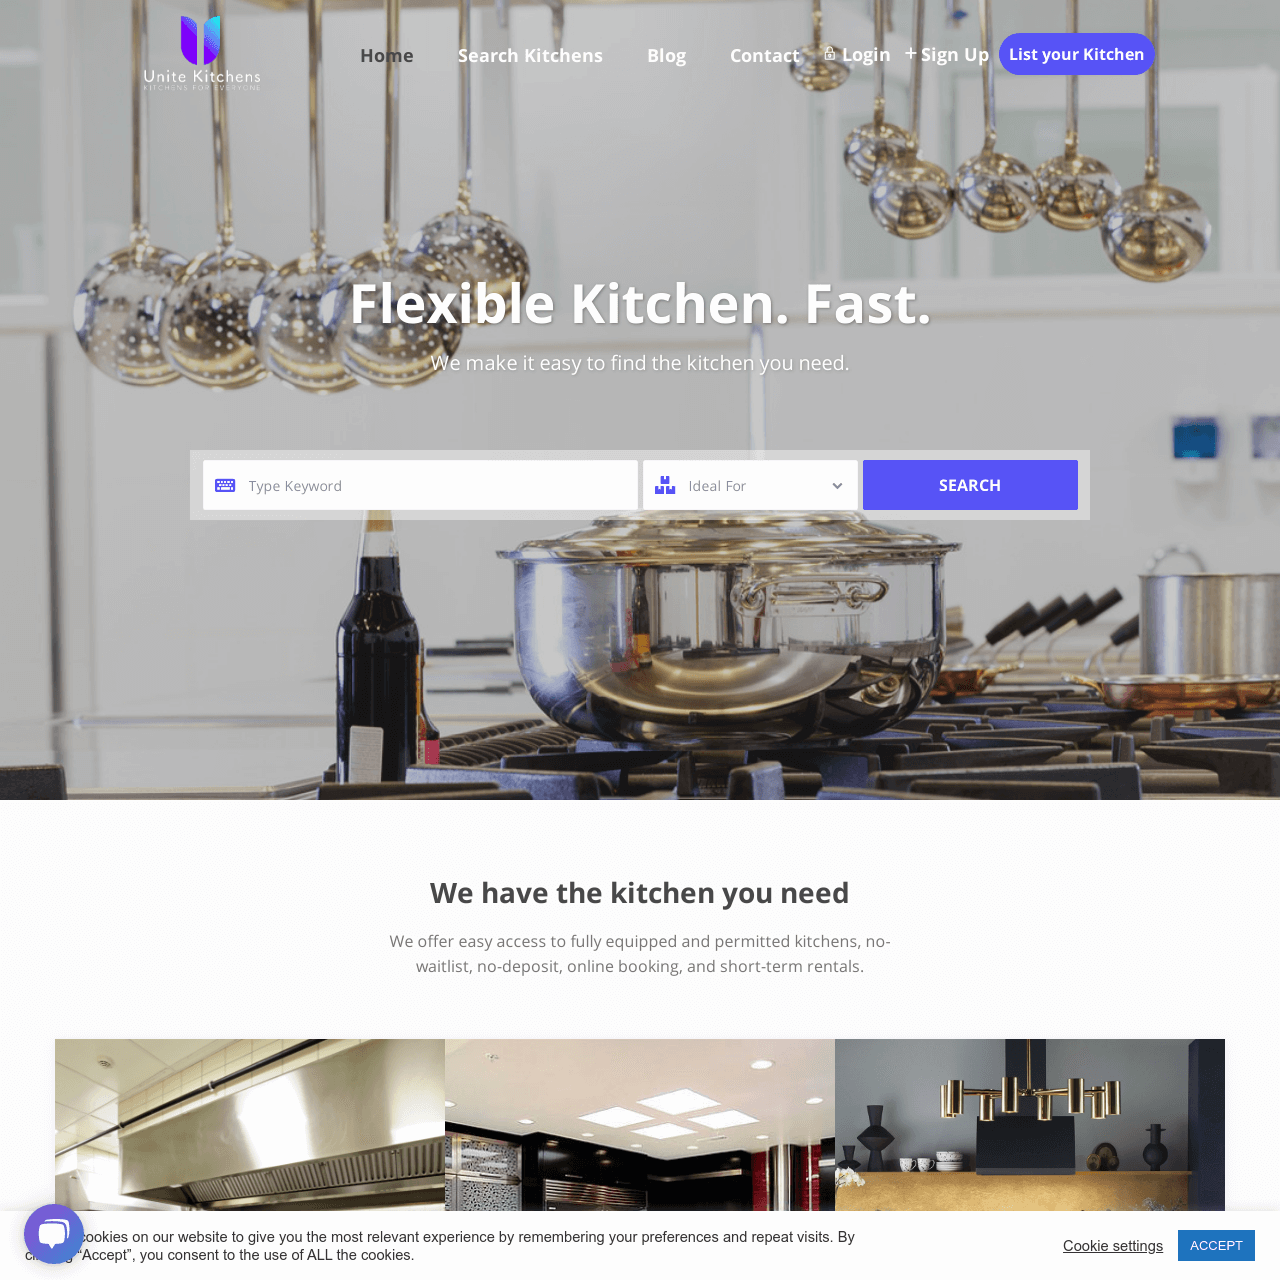 Unite Kitchens
KITCHENS FOR EVERYONE
Home
Search Kitchens
Blog
Contact
Login
Sign Up
List your Kitchen
Flexible Kitchen. Fast.
We make it easy to find the kitchen you need.
Type Keyword
Ideal For
SEARCH
We have the kitchen you need
We offer easy access to fully equipped and permitted kitchens, no-
waitlist, no-deposit, online booking, and short-term rentals.
cookies on our website to give you the most relevant experience by remembering your preferences and repeat visits. By
“Accept”, you consent to the use of ALL the cookies.
Cookie settings
ACCEPT